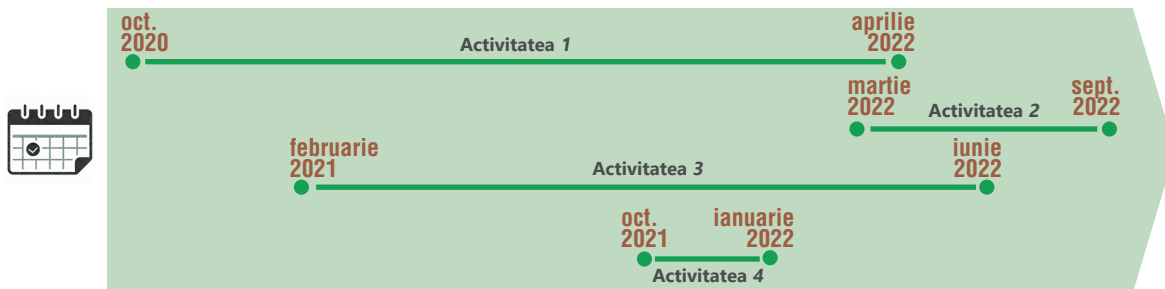 oct.
2020
Activitatea 1
aprilie
2022
martie
2022
Activitatea 2
sept.
2022
februarie
2021
Activitatea 3
iunie
2022
oct.
2021
ianuarie
2022
Activitatea 4